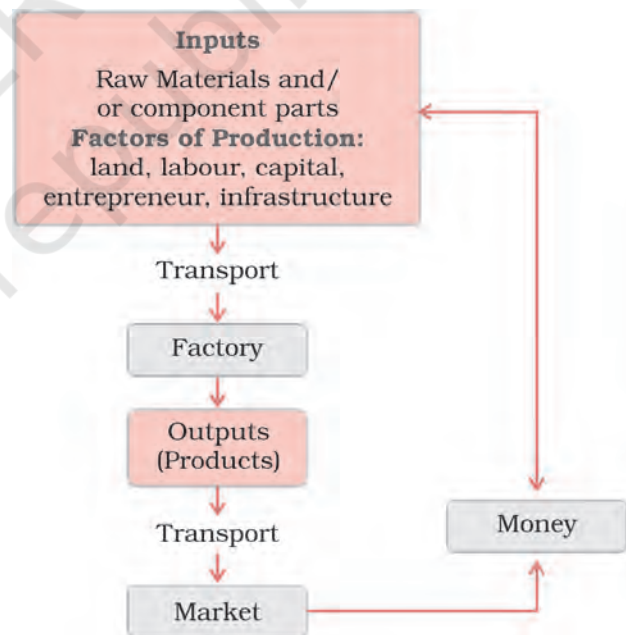 Inputs
Raw Materials and/
or component parts
Factors of Production:
land, labour, capital,
entrepreneur, infrastructure
Transport
Factory
Outputs
(Products)
Transport
Market
Money